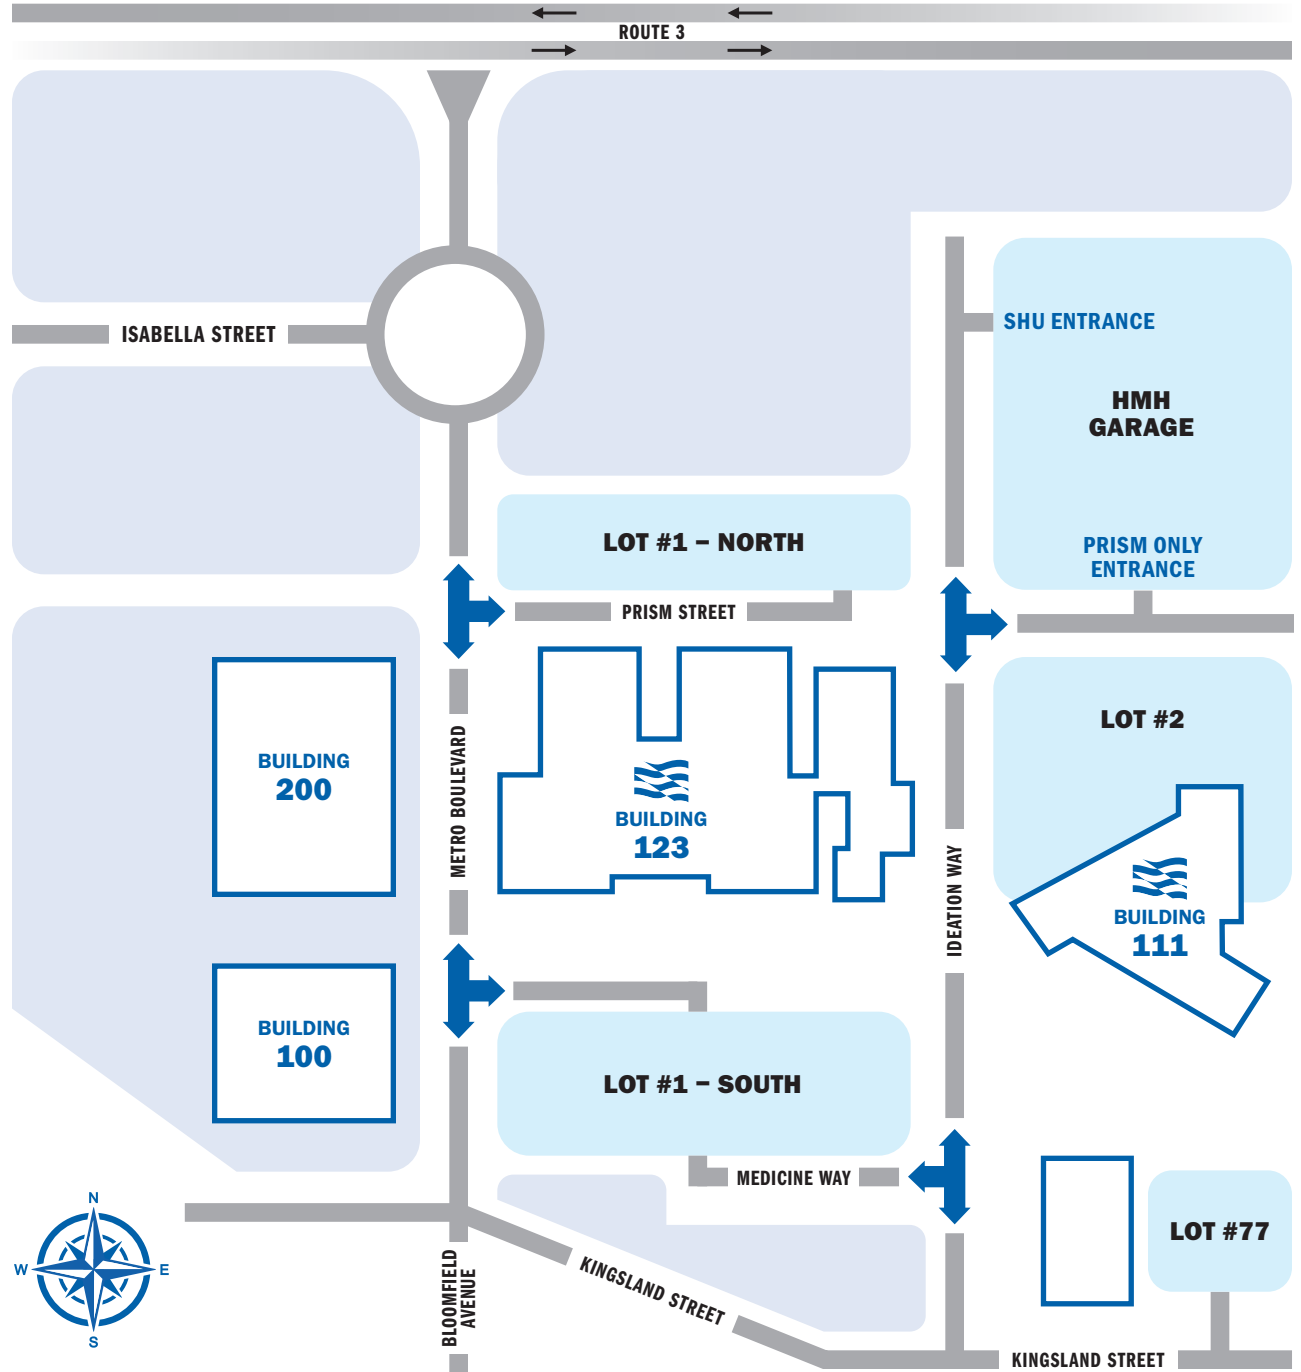 ROUTE 3
ISABELLA STREET
SHU ENTRANCE
HMH
GARAGE
LOT #1 – NORTH
PRISM ONLY
ENTRANCE
PRISM STREET
LOT #2
METRO BOULEVARD
BUILDING
200
BUILDING
123
IDEATION WAY
BUILDING
111
BUILDING
100
LOT #1 – SOUTH
MEDICINE WAY
N
W
E
S
BLOOMFIELD
AVENUE
KINGSLAND STREET
LOT #77
KINGSLAND STREET